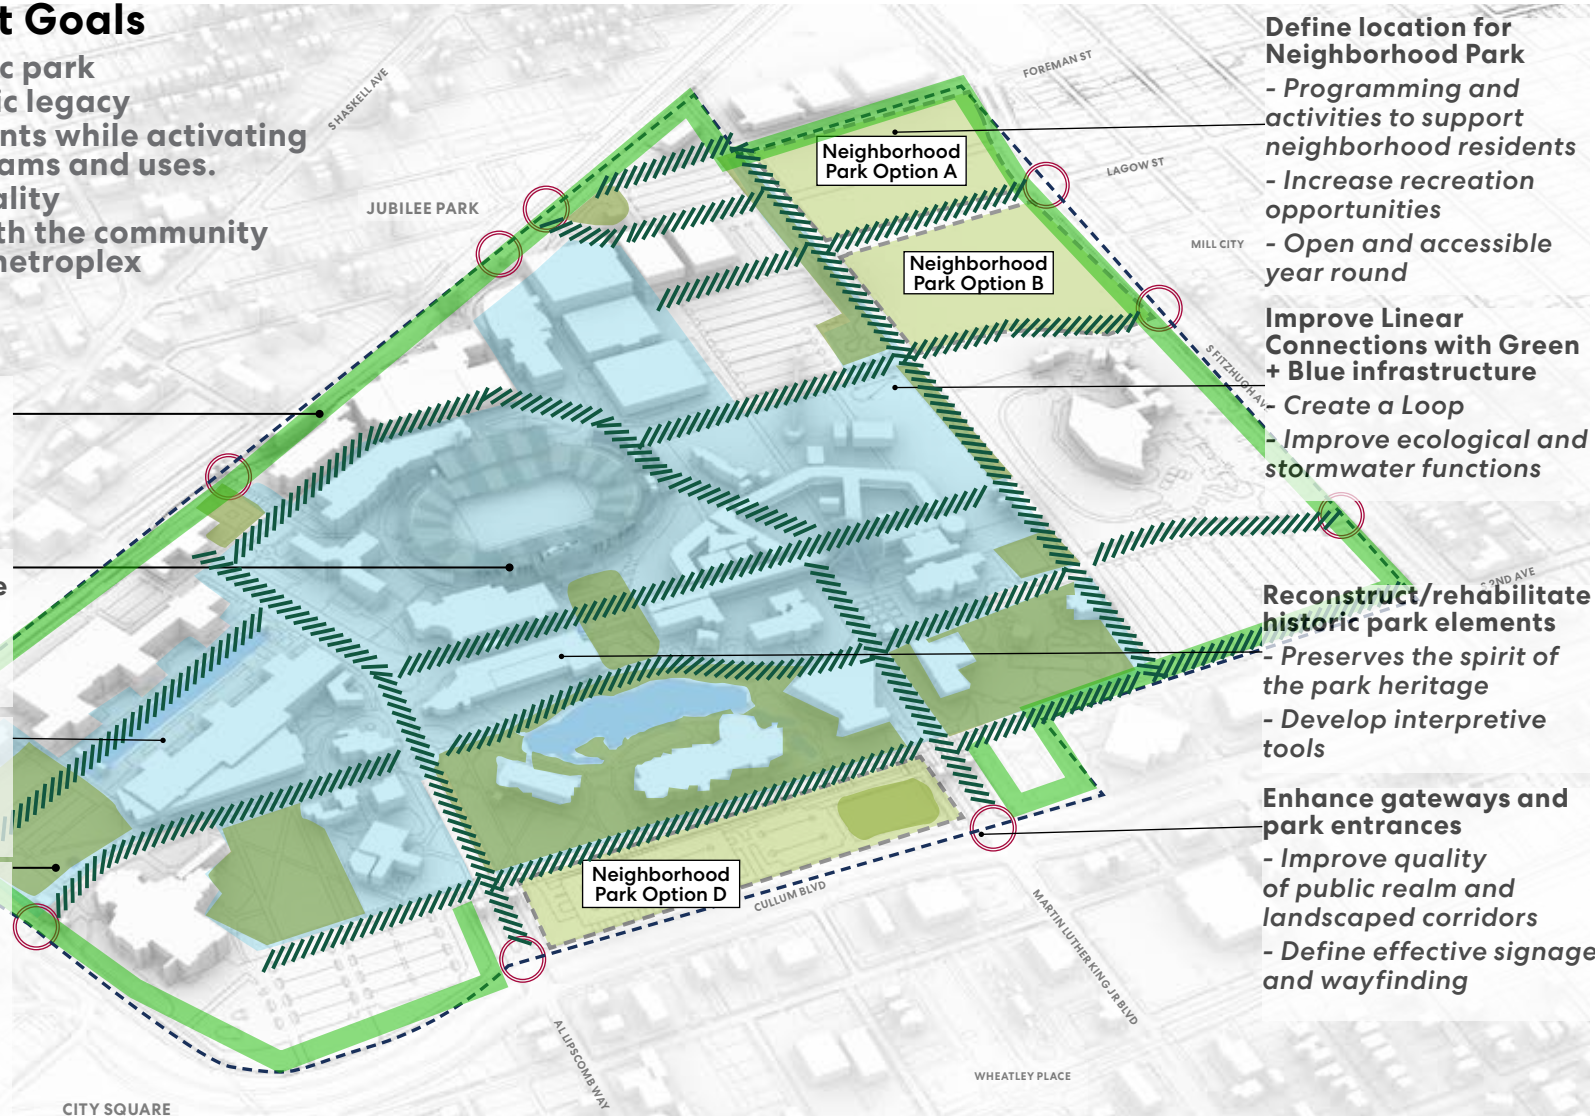 t Goals
c park
ic legacy
nts while activating
ams and uses.
ality
th the community
metroplex
e
S HASKELL AVE
JUBILEE PARK
FOREMAN ST
LAGOW ST
MILL CITY
S FITZHUGH AV
S 2ND AVE
Neighborhood
Park Option A
Neighborhood
Park Option B
Neighborhood
Park Option D
CULLUM BLVD
MARTIN LUTHER KING JR BLVD
AL LIPSCOMB WAY
WHEATLEY PLACE
CITY SQUARE
Define location for
Neighborhood Park
- Programming and
activities to support
neighborhood residents
- Increase recreation
opportunities
- Open and accessible
year round
Improve Linear
Connections with Green
+ Blue infrastructure
- Create a Loop
- Improve ecological and
stormwater functions
Reconstruct/rehabilitate
historic park elements
- Preserves the spirit of
the park heritage
- Develop interpretive
tools
Enhance gateways and
park entrances
- Improve quality
of public realm and
landscaped corridors
- Define effective signage
and wayfinding